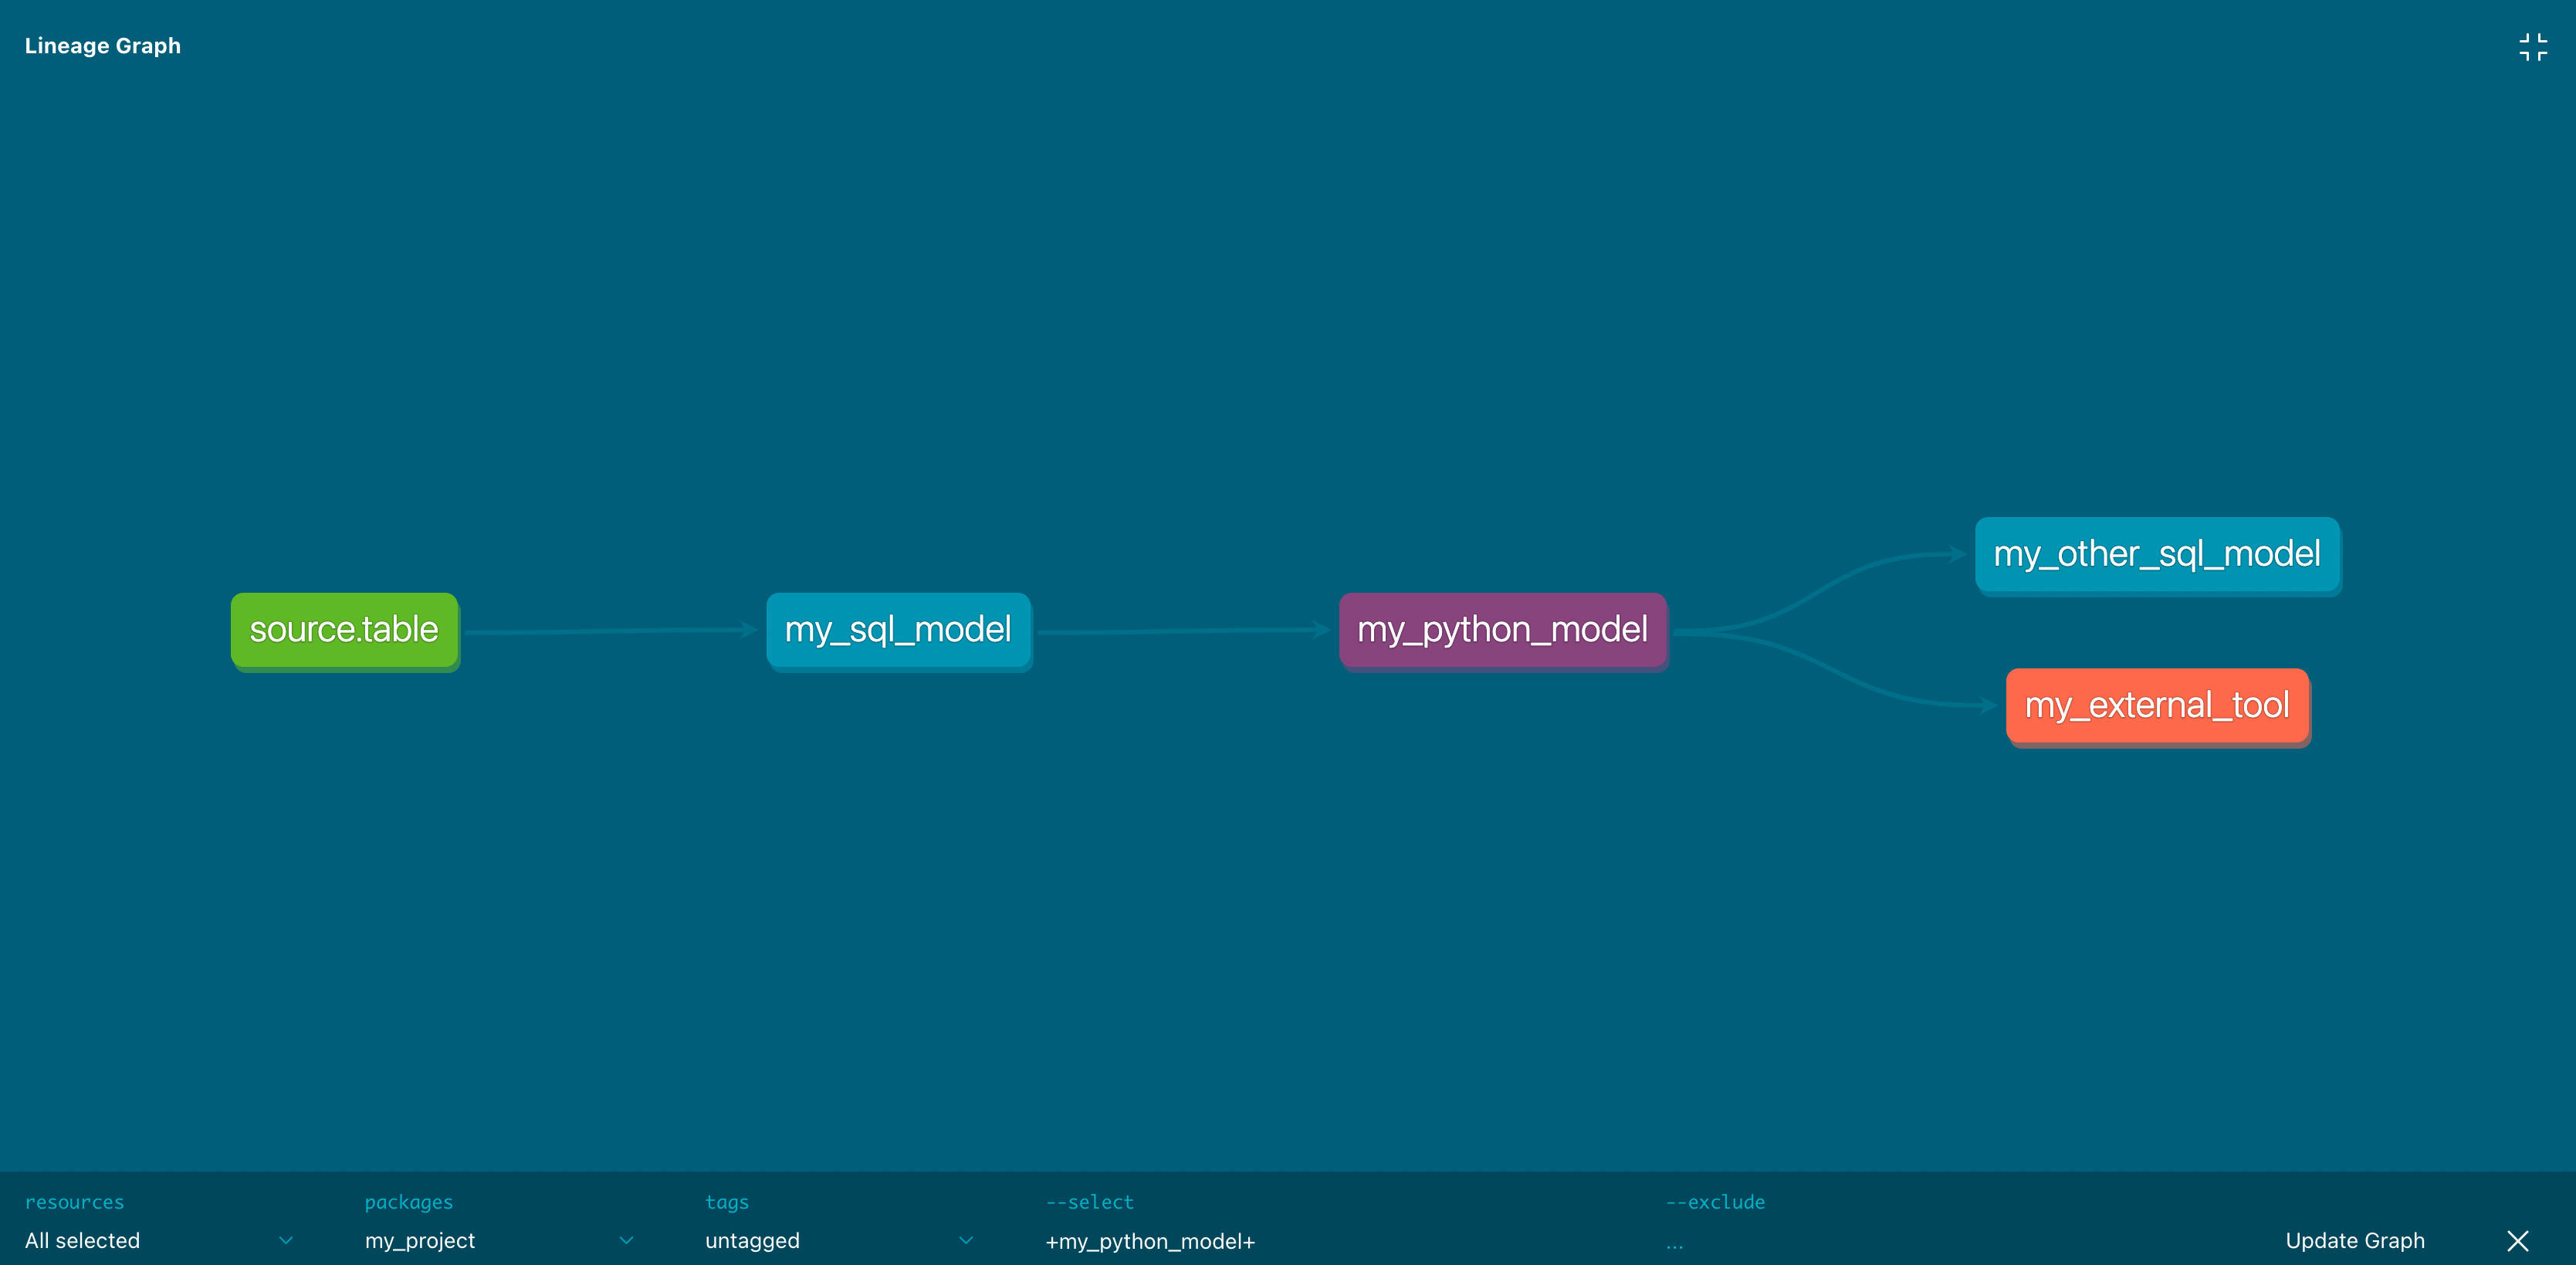 Lineage Graph
source.table
my_sql_model
my_python_model
my_other_sql_model
my_external_tool
resources
All selected
packages
my_project
tags
untagged
--select
+my_python_model+
--exclude
...
Update Graph